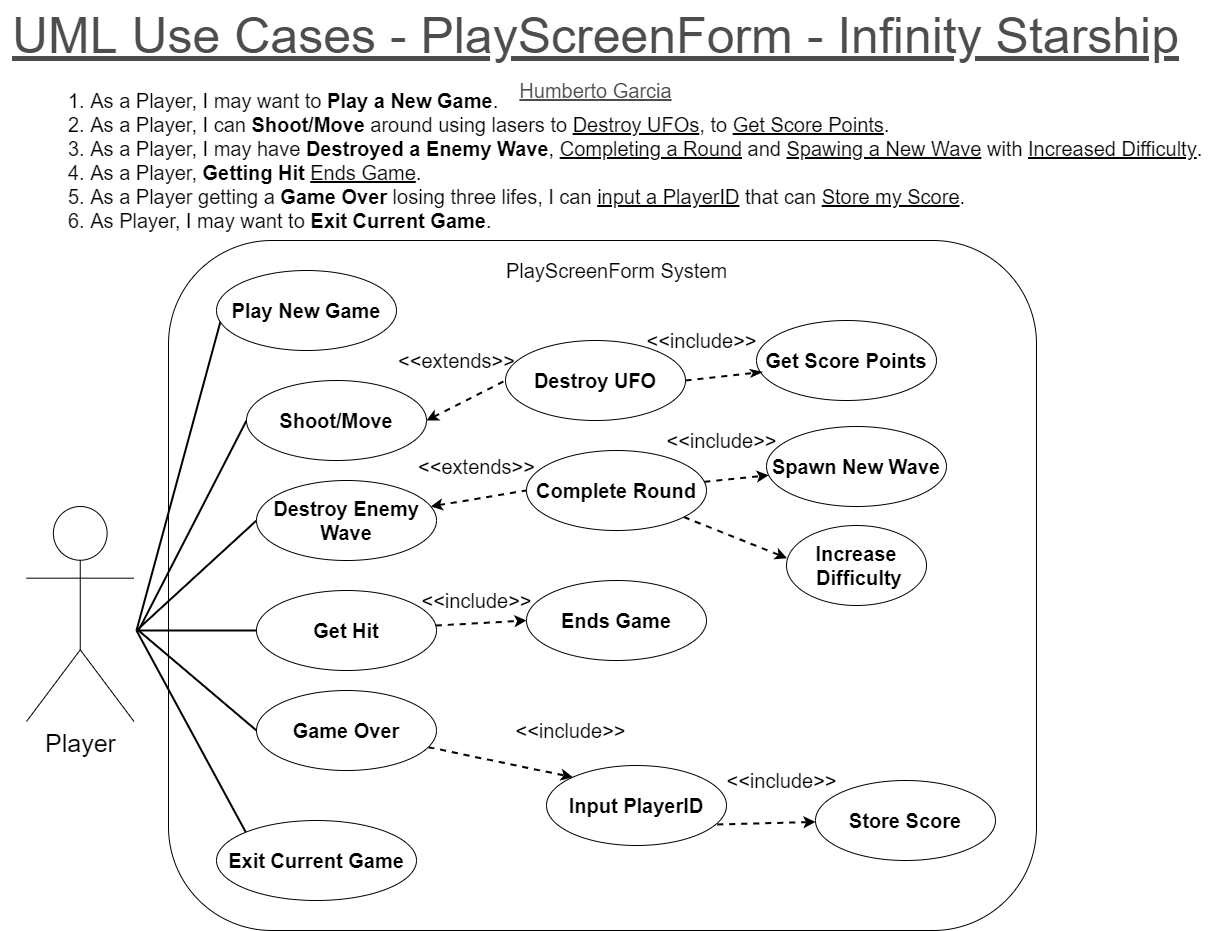 UML Use Cases - PlayScreenForm - Infinity Starship
Humberto Garcia
1. As a Player, I may want to Play a New Game.
2. As a Player, I can Shoot/Move around using lasers to Destroy UFOs, to Get Score Points.
3. As a Player, I may have Destroyed a Enemy Wave, Completing a Round and Spawing a New Wave with Increased Difficulty.
4. As a Player, Getting Hit Ends Game.
5. As a Player getting a Game Over losing three lifes, I can input a PlayerID that can Store my Score.
6. As Player, I may want to Exit Current Game.
PlayScreenForm System
Play New Game
<<extends>>
<<include>>
Shoot/Move
Destroy UFO
Get Score Points
<<extends>>
<<include>>
Destroy Enemy
Wave
Complete Round
Spawn New Wave
Increase
Difficulty
<<include>>
Get Hit
Ends Game
Player
Game Over
<<include>>
Input PlayerID
<<include>>
Store Score
Exit Current Game